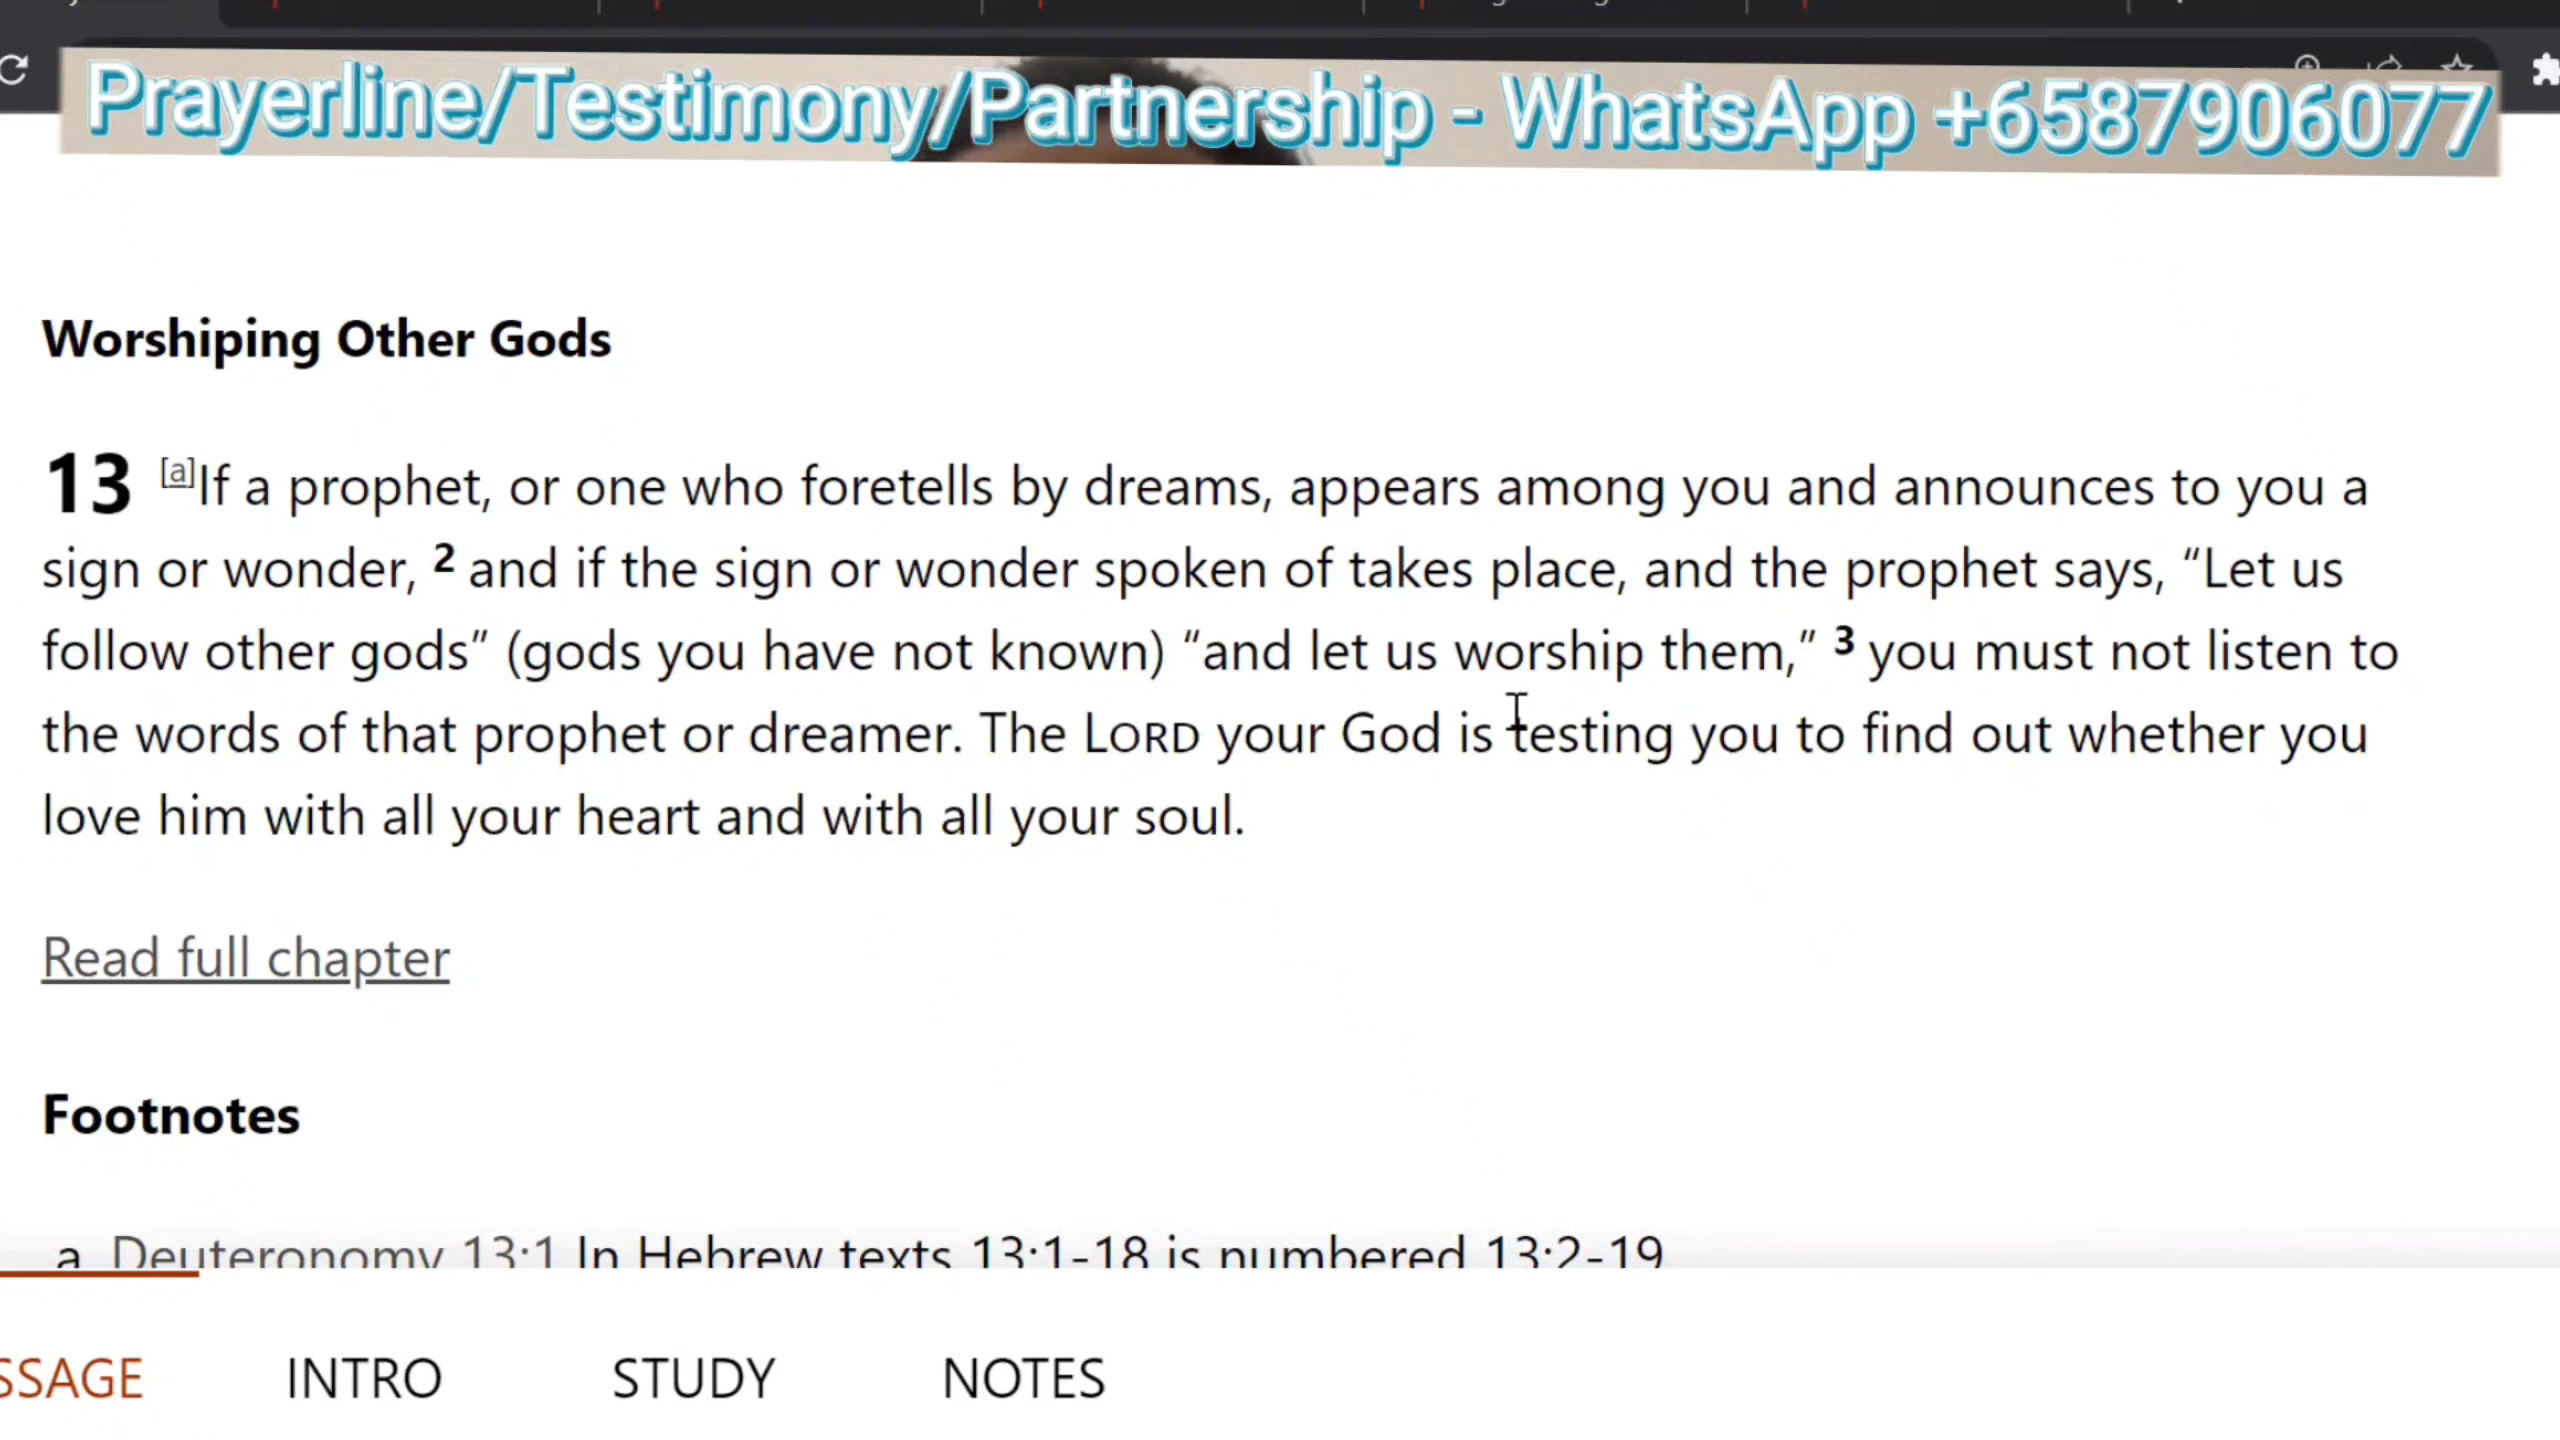 Prayerline/Testimony/Partnership - WhatsApp +6587906077
Worshiping Other Gods
13 [a]If a prophet, or one who foretells by dreams, appears among you and announces to you a
sign or wonder, 2 and if the sign or wonder spoken of takes place, and the prophet says, “Let us
follow other gods” (gods you have not known) “and let us worship them,” 3 you must not listen to
the words of that prophet or dreamer. The LORD your God is testing you to find out whether you
love him with all your heart and with all your soul.
Read full chapter
Footnotes
a Deuteronomy 13:1 In Hebrew texts 13:1-18 is numbered 13:2-19
SSAGE INTRO STUDY NOTES